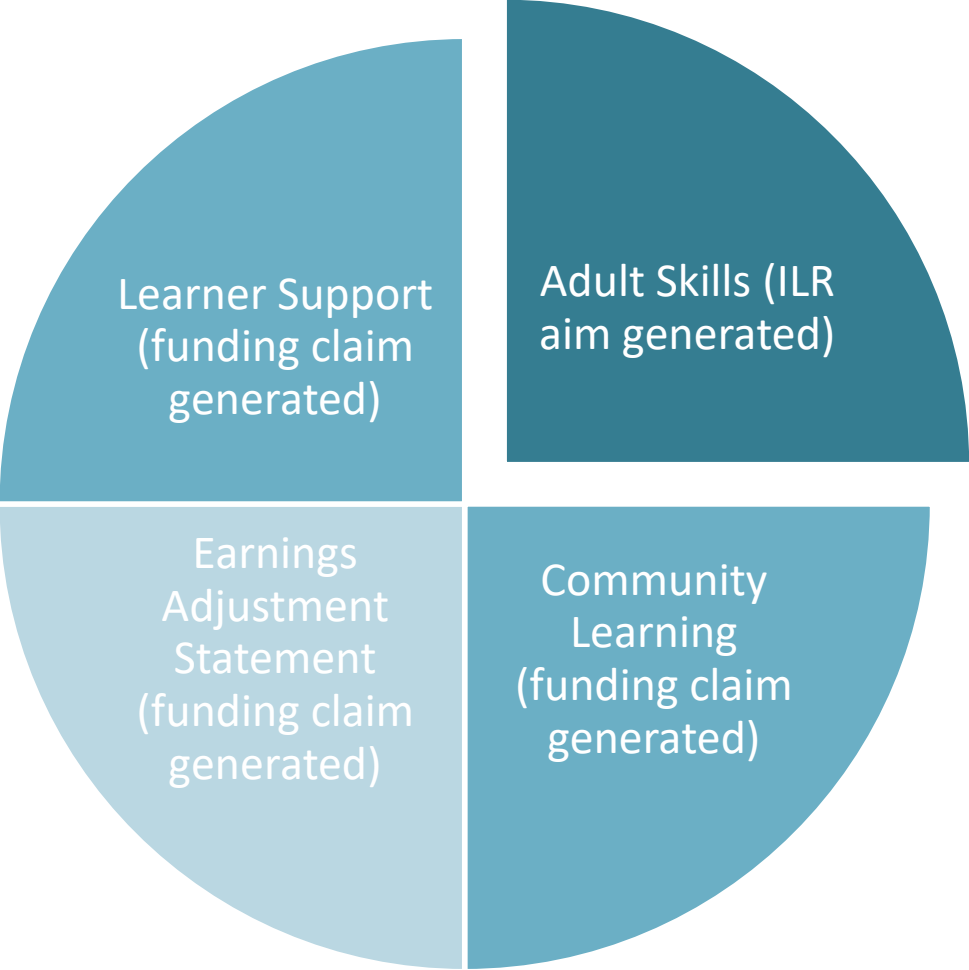 Learner Support
(funding claim
generated)
Adult Skills (ILR
aim generated)
Earnings
Adjustment
Statement
(funding claim
generated)
Community
Learning
(funding claim
generated)